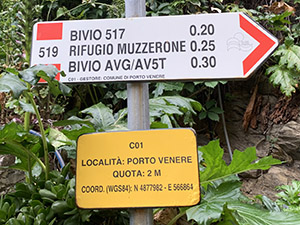 519
BIVIO 517 0.20
RIFUGIO MUZZERONE 0.25
BIVIO AVG/AV5T 0.30
C01 - GESTORE: COMUNE DI PORTO VENERE
C01
LOCALITÀ: PORTO VENERE
QUOTA: 2 M
COORD. (WGS84): N 4877982 - E 566864